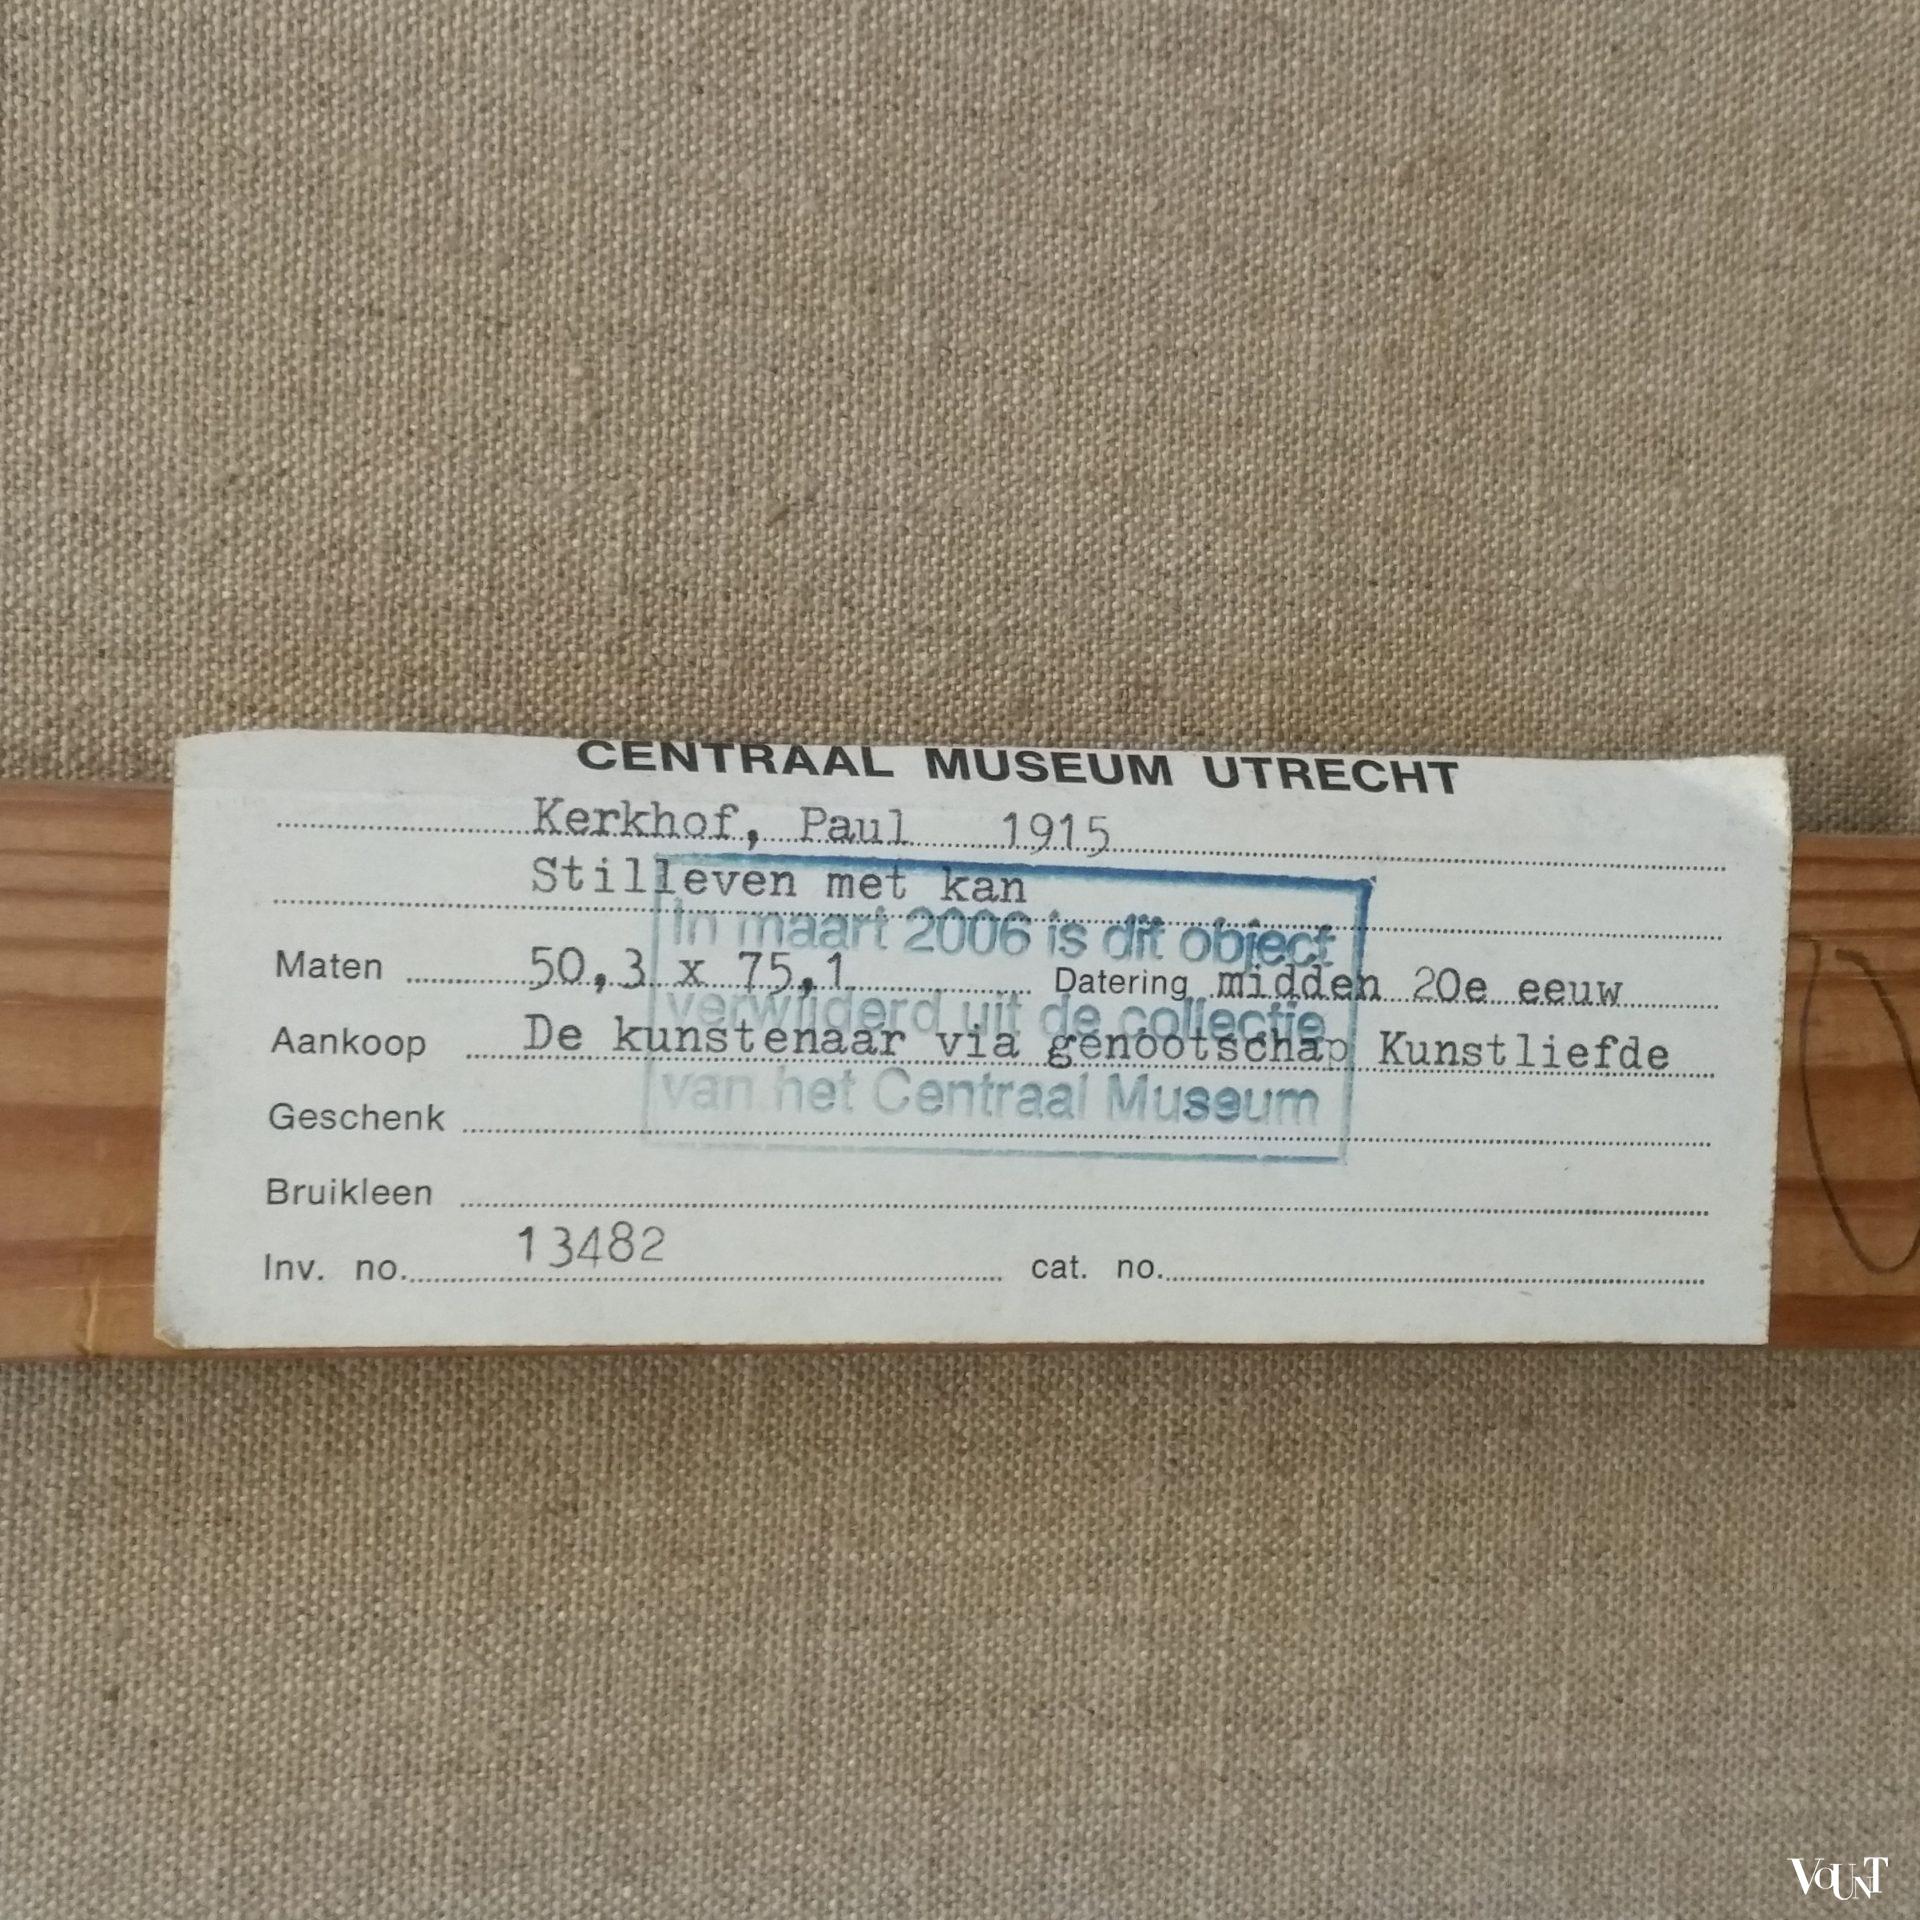 CENTRAAL MUSEUM UTRECHT
Kerkhof, Paul 1915
Stilleven met kan
In maart 2006 is dit object
Maten 50,3 x 75,1 Datering midden 20e eeuw
verwijderd uit de collectie
Aankoop De kunstenaar via genootschap Kunstliefde
van het Centraal Museum
Geschenk
Bruikleen
Inv. no. 13482 cat. no.
VOUNT